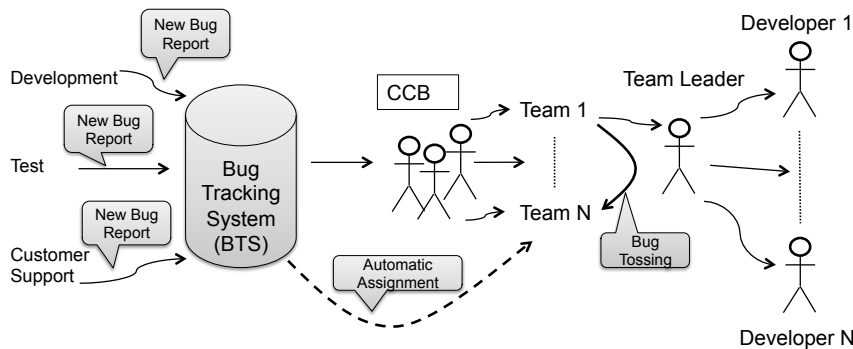 New Bug
Report
Development
New Bug
Report
Test
New Bug
Report
Customer
Support
Bug
Tracking
System
(BTS)
Automatic
Assignment
CCB
Team 1
Team N
Bug
Tossing
Team Leader
Developer 1
Developer N